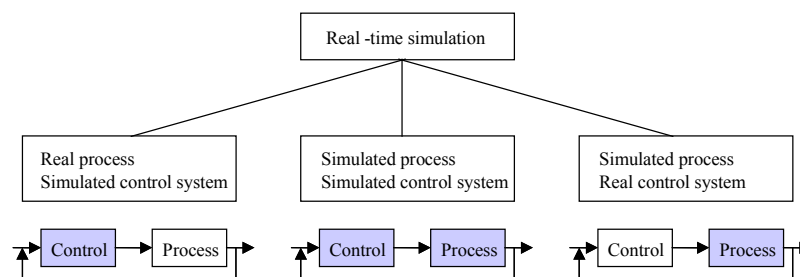 Real -time simulation
Real process
Simulated control system
Simulated process
Simulated control system
Simulated process
Real control system
Control
Process
Control
Process
Control
Process